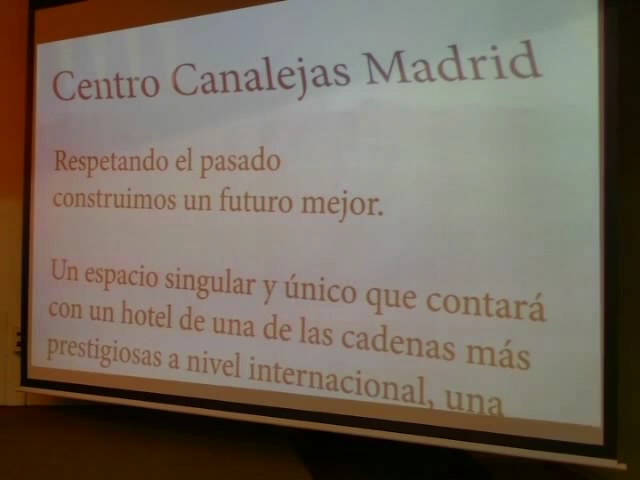 Centro Canalejas Madrid
Respetando el pasado
construimos un futuro mejor.
Un espacio singular y único que contará
con un hotel de una de las cadenas más
prestigiosas a nivel internacional, una